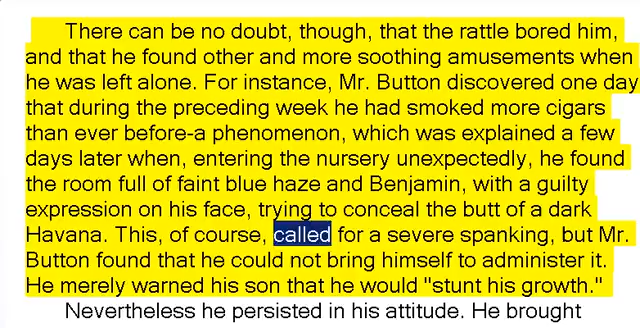 There can be no doubt, though, that the rattle bored him,
and that he found other and more soothing amusements when
he was left alone. For instance, Mr. Button discovered one day
that during the preceding week he had smoked more cigars
than ever before-a phenomenon, which was explained a few
days later when, entering the nursery unexpectedly, he found
the room full of faint blue haze and Benjamin, with a guilty
expression on his face, trying to conceal the butt of a dark
Havana. This, of course, called for a severe spanking, but Mr.
Button found that he could not bring himself to administer it.
He merely warned his son that he would "stunt his growth."
Nevertheless he persisted in his attitude. He brought